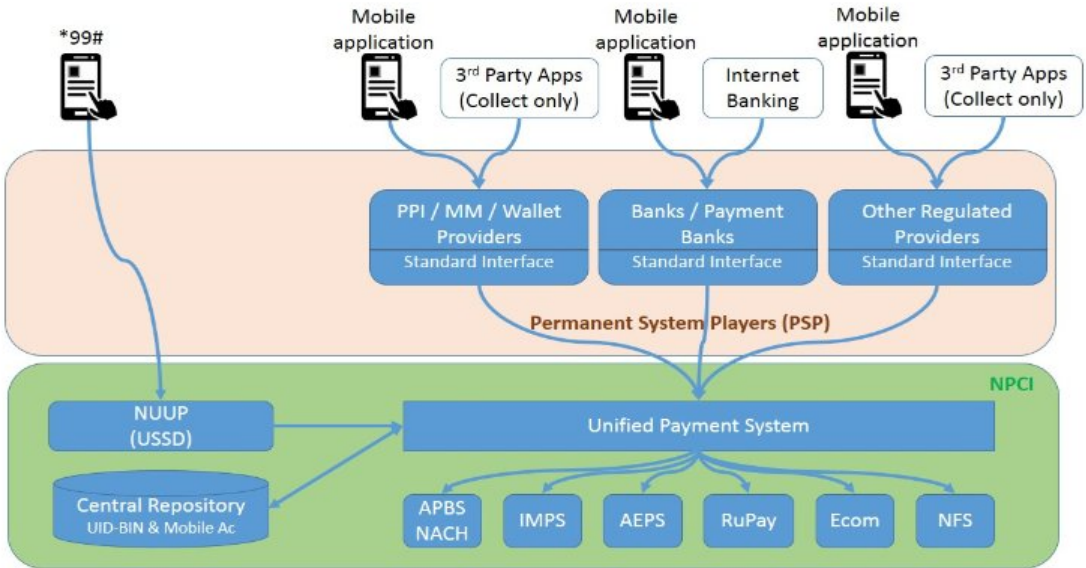 *99#
Mobile
application
3rd Party Apps
(Collect only)
Mobile
application
Internet
Banking
Mobile
application
3rd Party Apps
(Collect only)
PPI / MM / Wallet
Providers
Standard Interface
Banks / Payment
Banks
Standard Interface
Other Regulated
Providers
Standard Interface
Permanent System Players (PSP)
NPCI
NUUP
(USSD)
Unified Payment System
Central Repository
UID-BIN & Mobile Ac
APBS
NACH
IMPS
AEPS
RuPay
Ecom
NFS